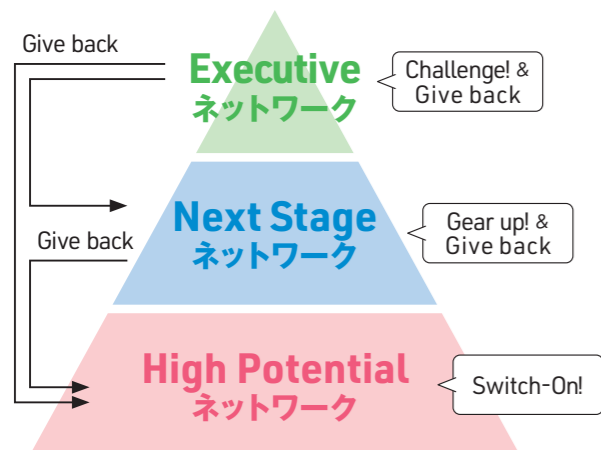 Give back
Executive
ネットワーク
Challenge! &
Give back
Next Stage
ネットワーク
Gear up! &
Give back
Give back
High Potential
ネットワーク
Switch-On!